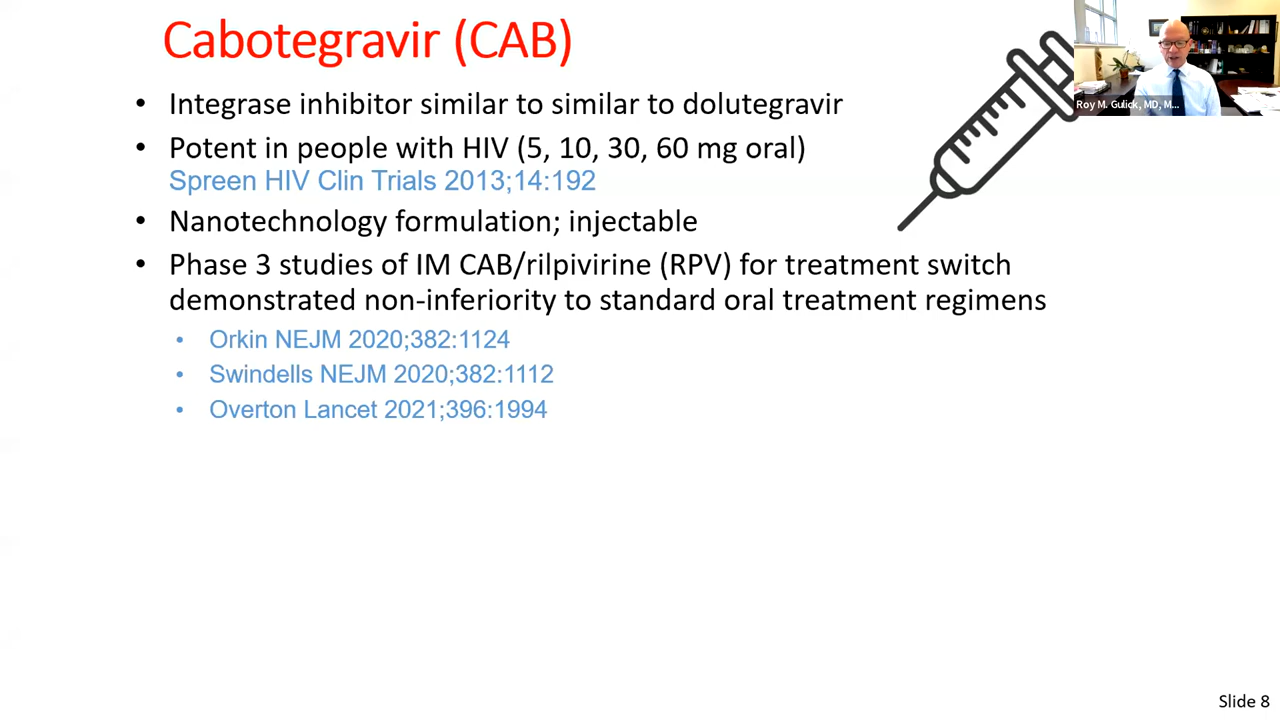 Cabotegravir (CAB)
Roy M. Gulick, MD, M...
• Integrase inhibitor similar to similar to dolutegravir
• Potent in people with HIV (5, 10, 30, 60 mg oral)
Spreen HIV Clin Trials 2013;14:192
• Nanotechnology formulation; injectable
• Phase 3 studies of IM CAB/rilpivirine (RPV) for treatment switch
demonstrated non-inferiority to standard oral treatment regimens
• Orkin NEJM 2020;382:1124
• Swindells NEJM 2020;382:1112
• Overton Lancet 2021;396:1994
Slide 8